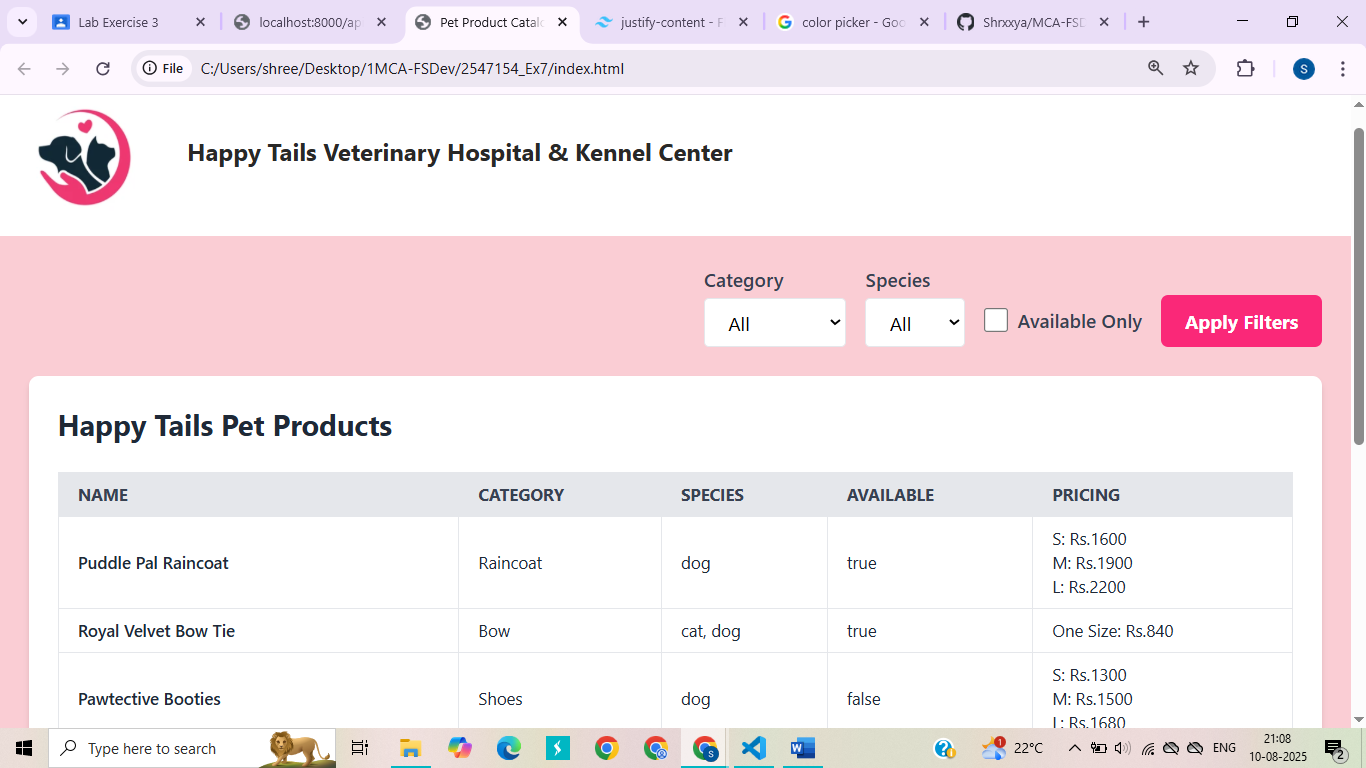 Lab Exercise 3
localhost:8000/ap
Pet Product Catalo
justify-content - F
color picker - Goo
Shrxxya/MCA-FSD
File
C:/Users/shree/Desktop/1MCA-FSDev/2547154_Ex7/index.html
S
Happy Tails Veterinary Hospital & Kennel Center
Category
Species
All
All
Available Only
Apply Filters
Happy Tails Pet Products
NAME CATEGORY SPECIES AVAILABLE PRICING
Puddle Pal Raincoat Raincoat dog true S: Rs.1600
M: Rs.1900
L: Rs.2200
Royal Velvet Bow Tie Bow cat, dog true One Size: Rs.840
Pawtective Booties Shoes dog false S: Rs.1300
M: Rs.1500
L: Rs.1680
Type here to search
22°C
ENG
21:08
10-08-2025
2